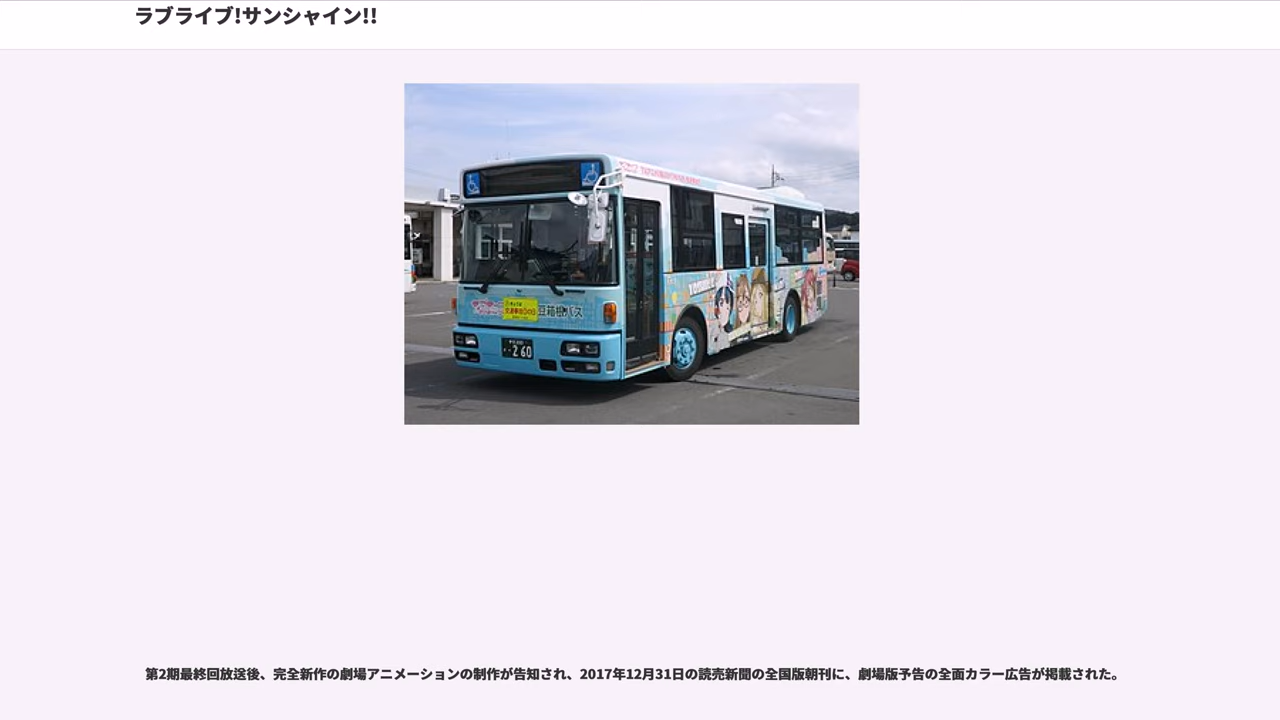 ラブライブ!サンシャイン!!
豆箱根バス
・260
第2期最終回放送後、完全新作の劇場アニメーションの制作が告知され、2017年12月31日の読売新聞の全国版朝刊に、劇場版予告の全面カラー広告が掲載された。